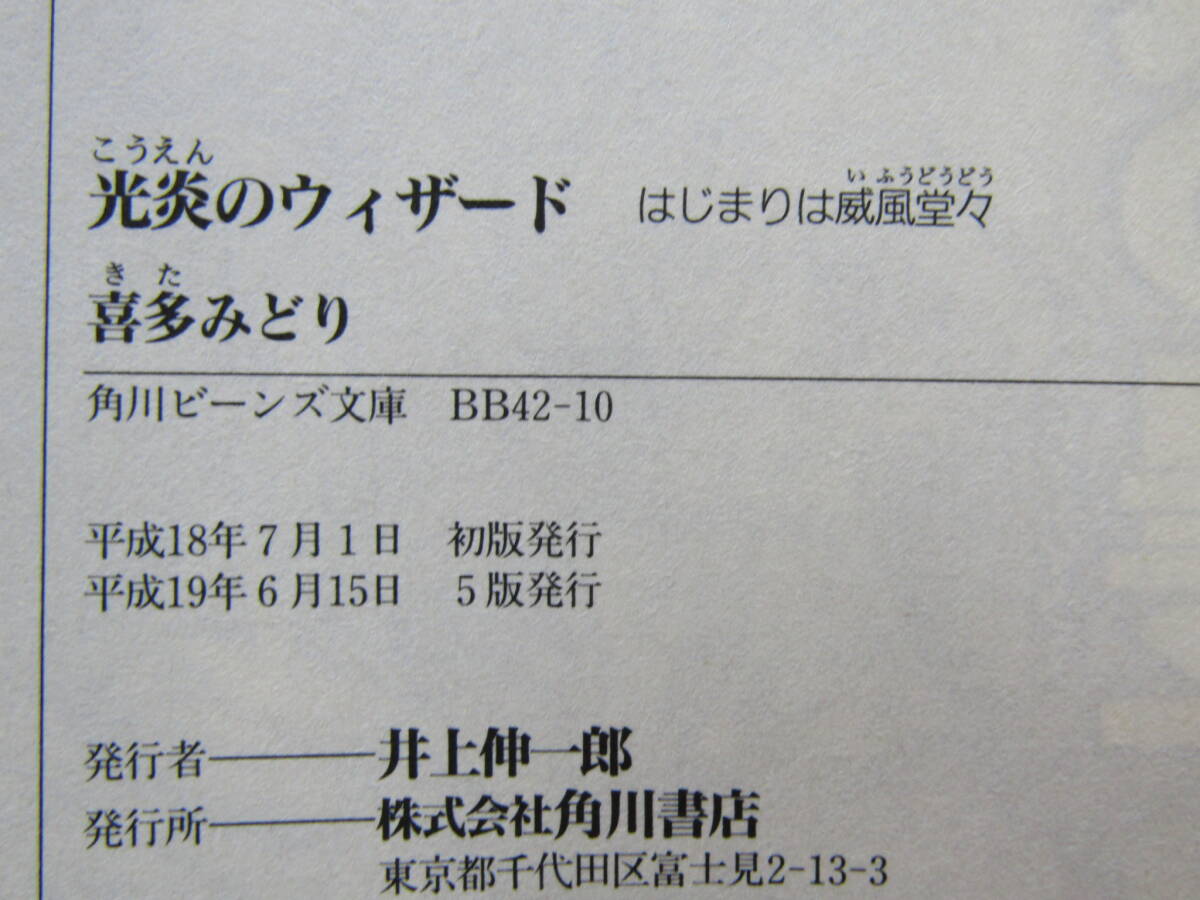 こうえん
光炎のウィザード　はじまりは威風堂々
いふうどうどう
きた
喜多みどり
角川ビーンズ文庫　BB42-10
平成18年7月1日　初版発行
平成19年6月15日　5版発行
発行者――――井上伸一郎
発行所――――株式会社角川書店
東京都千代田区富士見2-13-3